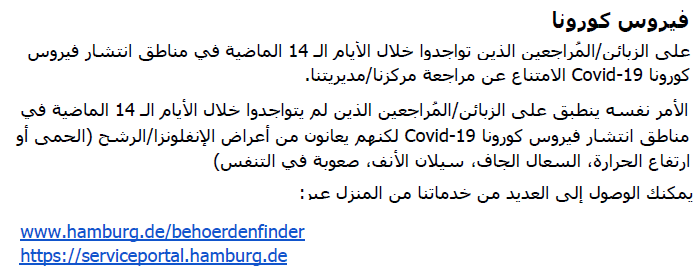 فيروس كورونا
على الزبائن/المُراجعين الذين تواجدوا خلال الأيام الـ 14 الماضية في مناطق انتشار فيروس
كورونا Covid-19 الامتناع عن مراجعة مركزنا/مديريتنا.
الأمر نفسه ينطبق على الزبائن/المُراجعين الذين لم يتواجدوا خلال الأيام الـ 14 الماضية في
مناطق انتشار فيروس كورونا Covid-19 لكنهم يعانون من أعراض الإنفلونزا/الرشح (الحمى أو
ارتفاع الحرارة، السعال الجاف، سيلان الأنف، صعوبة في التنفس)
يمكنك الوصول إلى العديد من خدماتنا من المنزل عبر:
www.hamburg.de/behoerdenfinder
https://serviceportal.hamburg.de